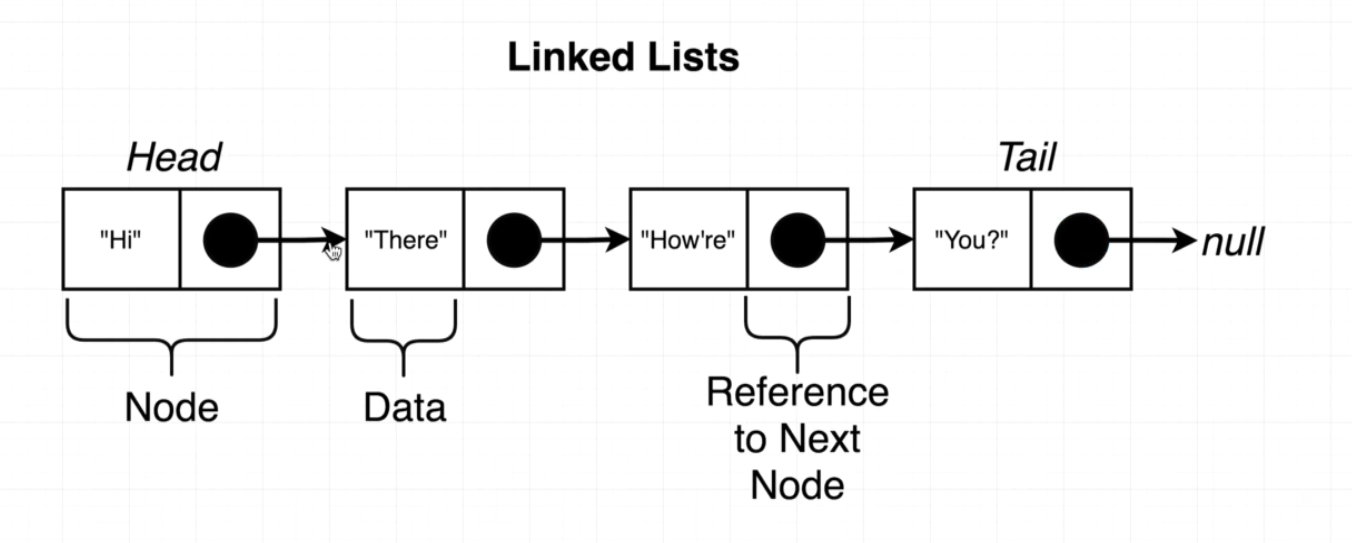 Linked Lists
Head
Tail
"Hi"
"There"
"How're"
"You?"
null
Node
Data
Reference
to Next
Node